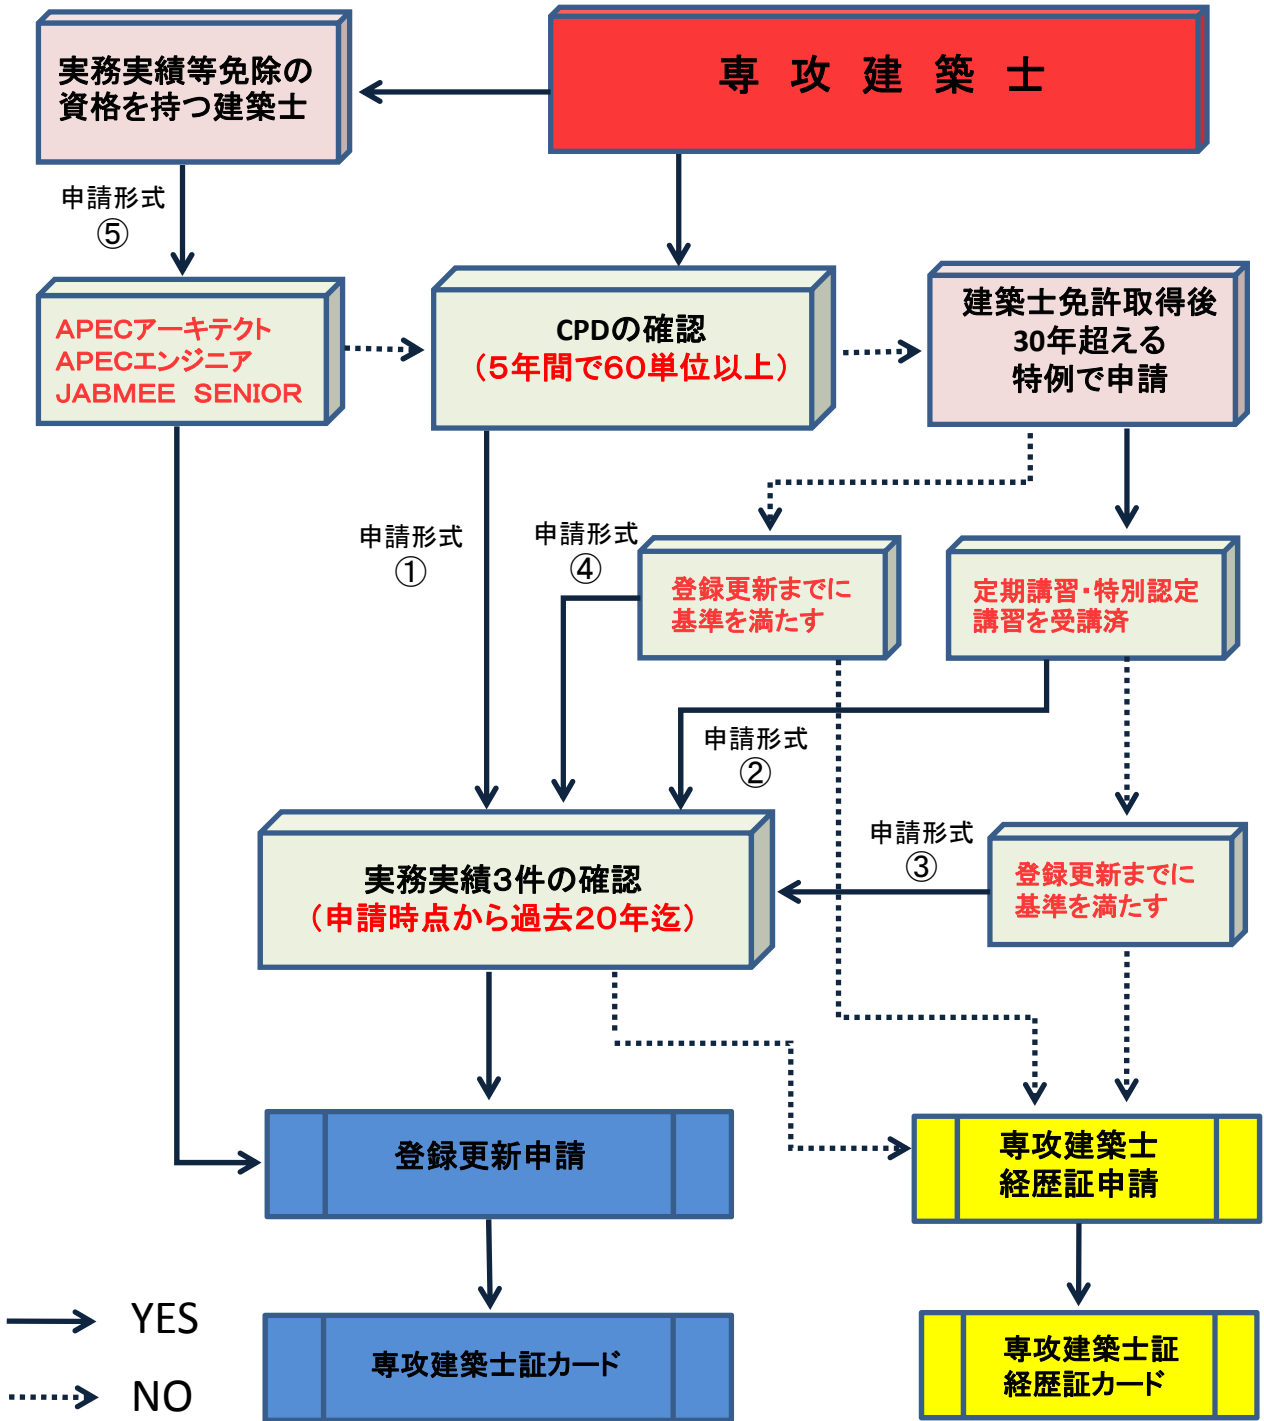 専攻建築士
実務実績等免除の
資格を持つ建築士
申請形式
⑤
APECアーキテクト
APECエンジニア
JABMEE SENIOR
CPDの確認
（5年間で60単位以上）
建築士免許取得後
30年超える
特例で申請
申請形式
①
申請形式
④
登録更新までに
基準を満たす
定期講習・特別認定
講習を受講済
申請形式
②
申請形式
③
登録更新までに
基準を満たす
実務実績3件の確認
（申請時点から過去20年迄）
登録更新申請
専攻建築士
経歴証申請
専攻建築士証カード
専攻建築士証
経歴証カード
YES
NO